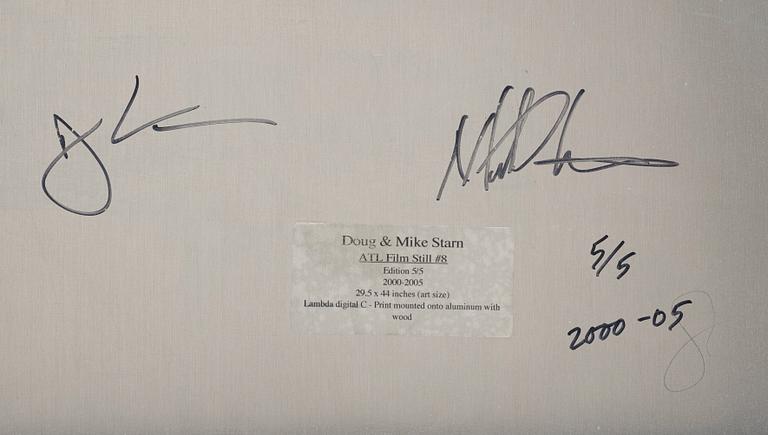 Doug & Mike Starn
ATL Film Still #8
Edition 5/5
2000-2005
29.5 x 44 inches (art size)
Lambda digital C - Print mounted onto aluminum with
wood
5/5
2000-05